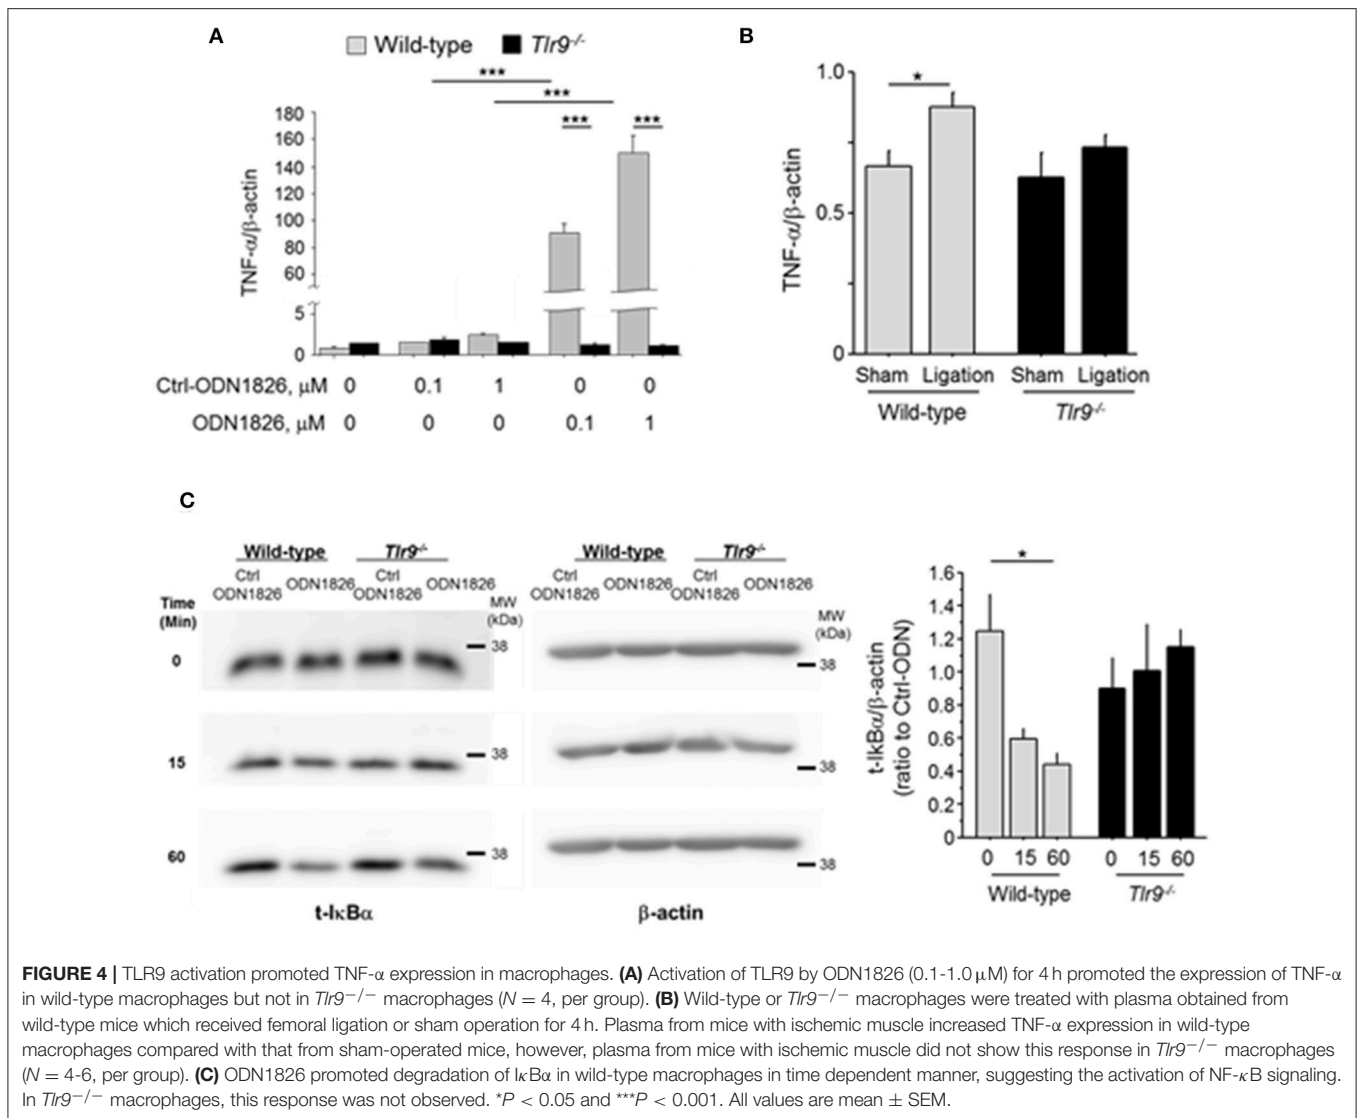 A
Wild-type Tlr9-/-
***
***
*** ***
TNF-α/β-actin
180
160
140
120
100
80
60
5
0
Ctrl-ODN1826, μM 0 0.1 1 0 0
ODN1826, μM 0 0 0 0.1 1
B
*
TNF-α/β-actin
1.0
0.5
0
Sham Ligation Sham Ligation
Wild-type Tlr9-/-
C
Wild-type Tlr9-/-
Ctrl ODN1826 ODN1826 Ctrl ODN1826 ODN1826
Time (Min)
MW (kDa)
0 38
15 38
60 38
t-IκBα
Wild-type Tlr9-/-
Ctrl ODN1826 ODN1826 Ctrl ODN1826 ODN1826
MW (kDa)
38
38
38
β-actin
*
t-IkBα/β-actin
(ratio to Ctrl-ODN)
1.6
1.4
1.2
1.0
0.8
0.6
0.4
0.2
0
0 15 60 0 15 60
Wild-type Tlr9-/-
FIGURE 4 | TLR9 activation promoted TNF-α expression in macrophages. (A) Activation of TLR9 by ODN1826 (0.1-1.0 μM) for 4 h promoted the expression of TNF-α
in wild-type macrophages but not in Tlr9−/− macrophages (N = 4, per group). (B) Wild-type or Tlr9−/− macrophages were treated with plasma obtained from
wild-type mice which received femoral ligation or sham operation for 4 h. Plasma from mice with ischemic muscle increased TNF-α expression in wild-type
macrophages compared with that from sham-operated mice, however, plasma from mice with ischemic muscle did not show this response in Tlr9−/− macrophages
(N = 4-6, per group). (C) ODN1826 promoted degradation of IκBα in wild-type macrophages in time dependent manner, suggesting the activation of NF-κB signaling.
In Tlr9−/− macrophages, this response was not observed. *P < 0.05 and ***P < 0.001. All values are mean ± SEM.